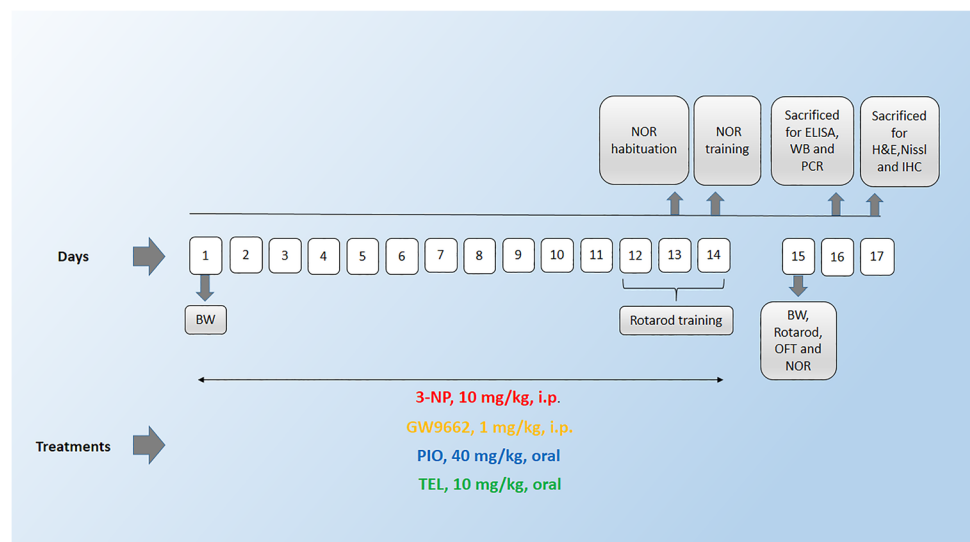 NOR
habituation
NOR
training
Sacrificed
for ELISA,
WB and
PCR
Sacrificed
for
H&E,Nissl
and IHC
Days
1 2 3 4 5 6 7 8 9 10 11 12 13 14 15 16 17
BW
Rotarod training
BW,
Rotarod,
OFT and
NOR
3-NP, 10 mg/kg, i.p.
GW9662, 1 mg/kg, i.p.
Treatments
PIO, 40 mg/kg, oral
TEL, 10 mg/kg, oral